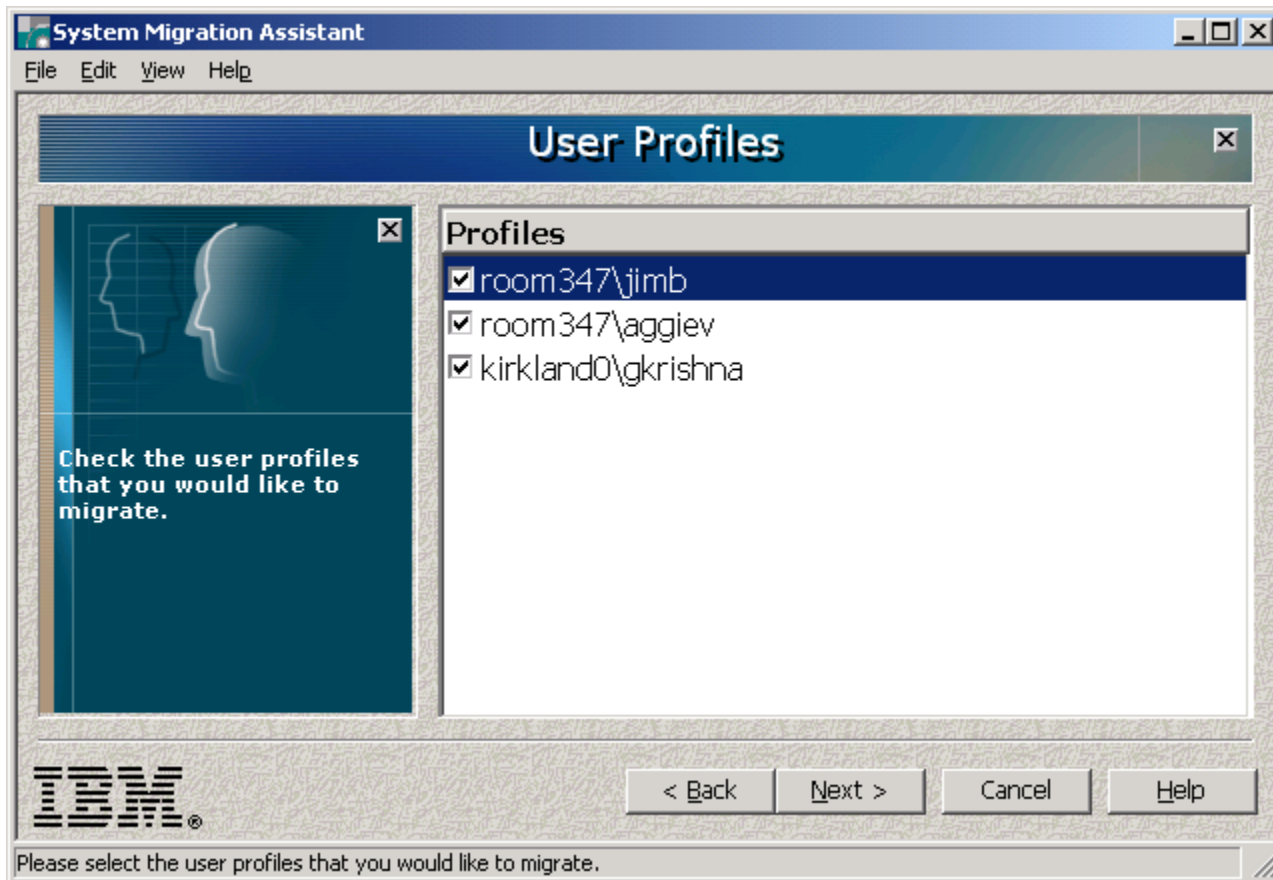 System Migration Assistant
File Edit View Help
User Profiles
Check the user profiles
that you would like to
migrate.
Profiles
room347\jimb
room347\aggiev
kirkland0\gkrishna
IBM®
< Back Next > Cancel Help
Please select the user profiles that you would like to migrate.